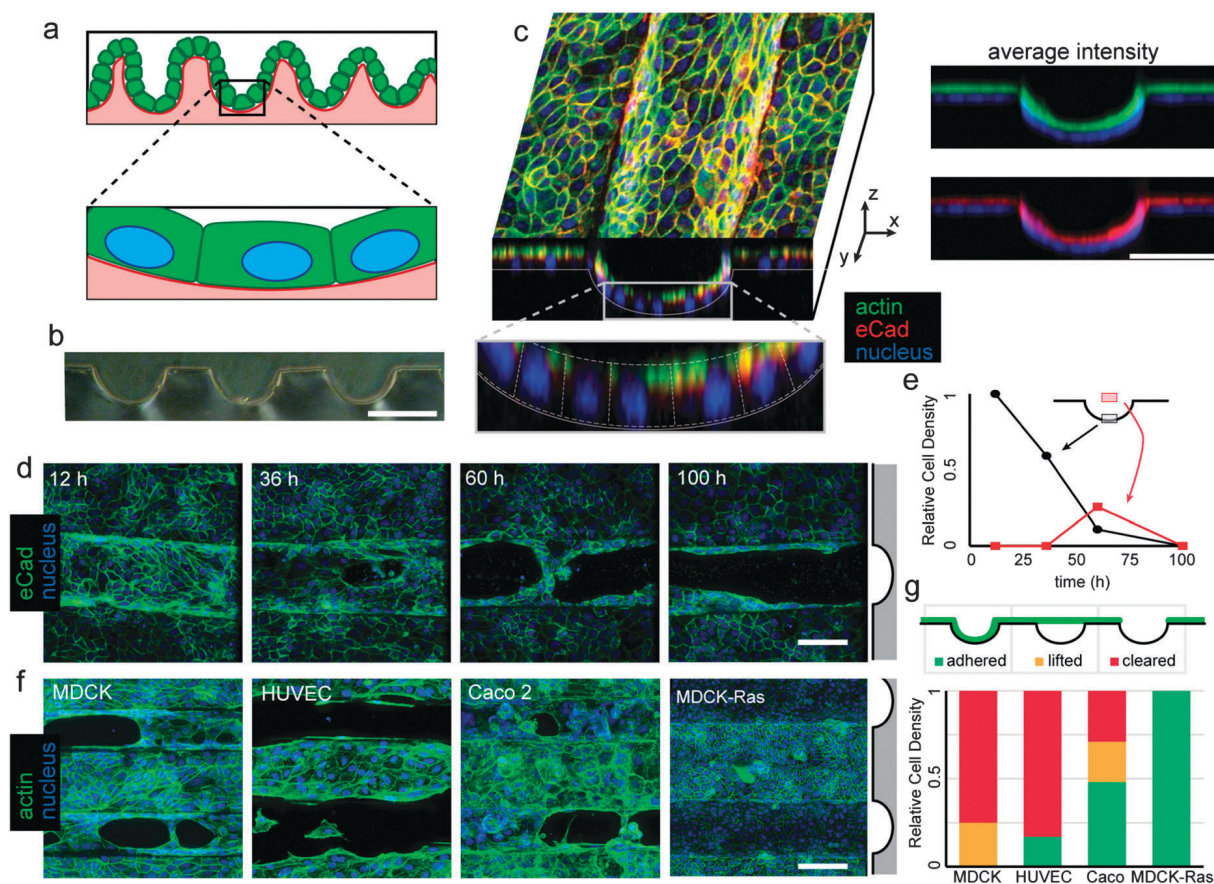 a
b
c
z
x
y
average intensity
actin
eCad
nucleus
d
eCad
nucleus
12 h
36 h
60 h
100 h
e
Relative Cell Density
1
0.5
0
0 25 50 75 100
time (h)
f
actin
nucleus
MDCK
HUVEC
Caco 2
MDCK-Ras
g
adhered
lifted
cleared
Relative Cell Density
1
0.5
0
MDCK HUVEC Caco MDCK-Ras